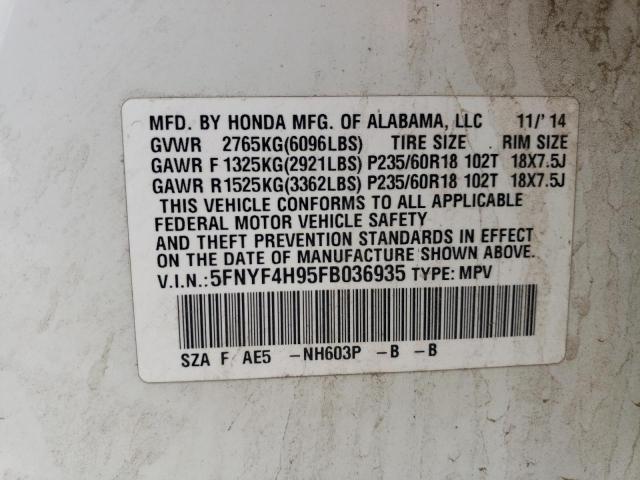 MFD. BY HONDA MFG. OF ALABAMA, LLC 11/'14
GVWR 2765KG(6096LBS) TIRE SIZE RIM SIZE
GAWR F 1325KG(2921LBS) P235/60R18 102T 18X7.5J
GAWR R 1525KG(3362LBS) P235/60R18 102T 18X7.5J
THIS VEHICLE CONFORMS TO ALL APPLICABLE
FEDERAL MOTOR VEHICLE SAFETY
AND THEFT PREVENTION STANDARDS IN EFFECT
ON THE DATE OF MANUFACTURE SHOWN ABOVE.
V.I.N.: 5FNYF4H95FB036935 TYPE: MPV
SZA F AE5 -NH603P -B -B